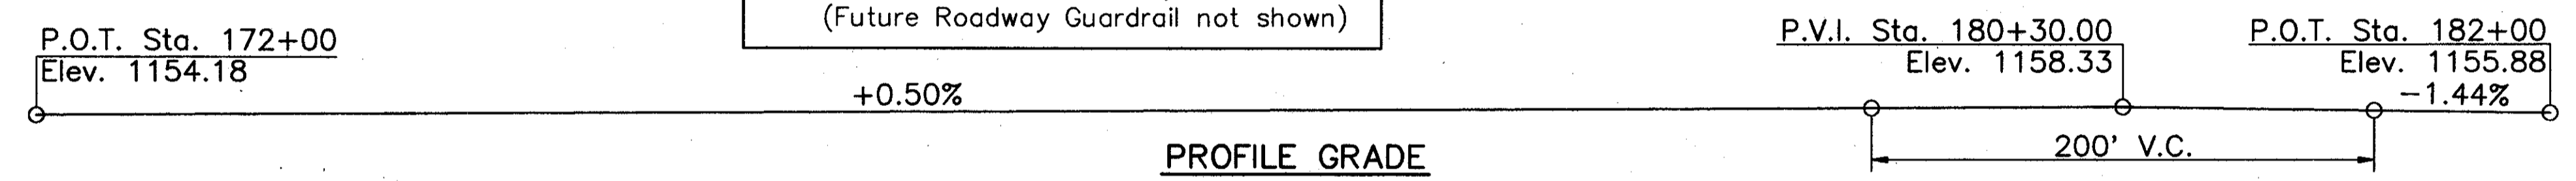 (Future Roadway Guardrail not shown)
P.O.T. Sta. 172+00
Elev. 1154.18
+0.50%
P.V.I. Sta. 180+30.00
Elev. 1158.33
P.O.T. Sta. 182+00
Elev. 1155.88
-1.44%
200' V.C.
PROFILE GRADE